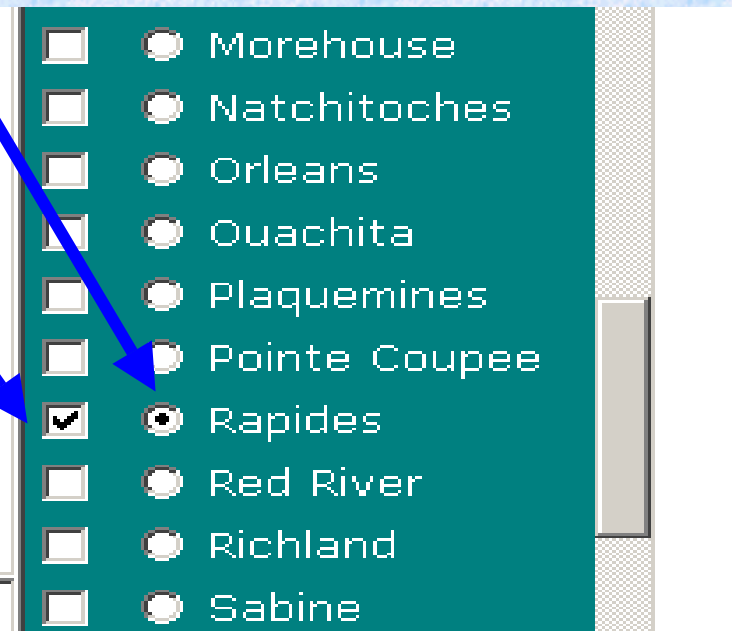 Morehouse
Natchitoches
Orleans
Ouachita
Plaquemines
Pointe Coupee
Rapides
Red River
Richland
Sabine